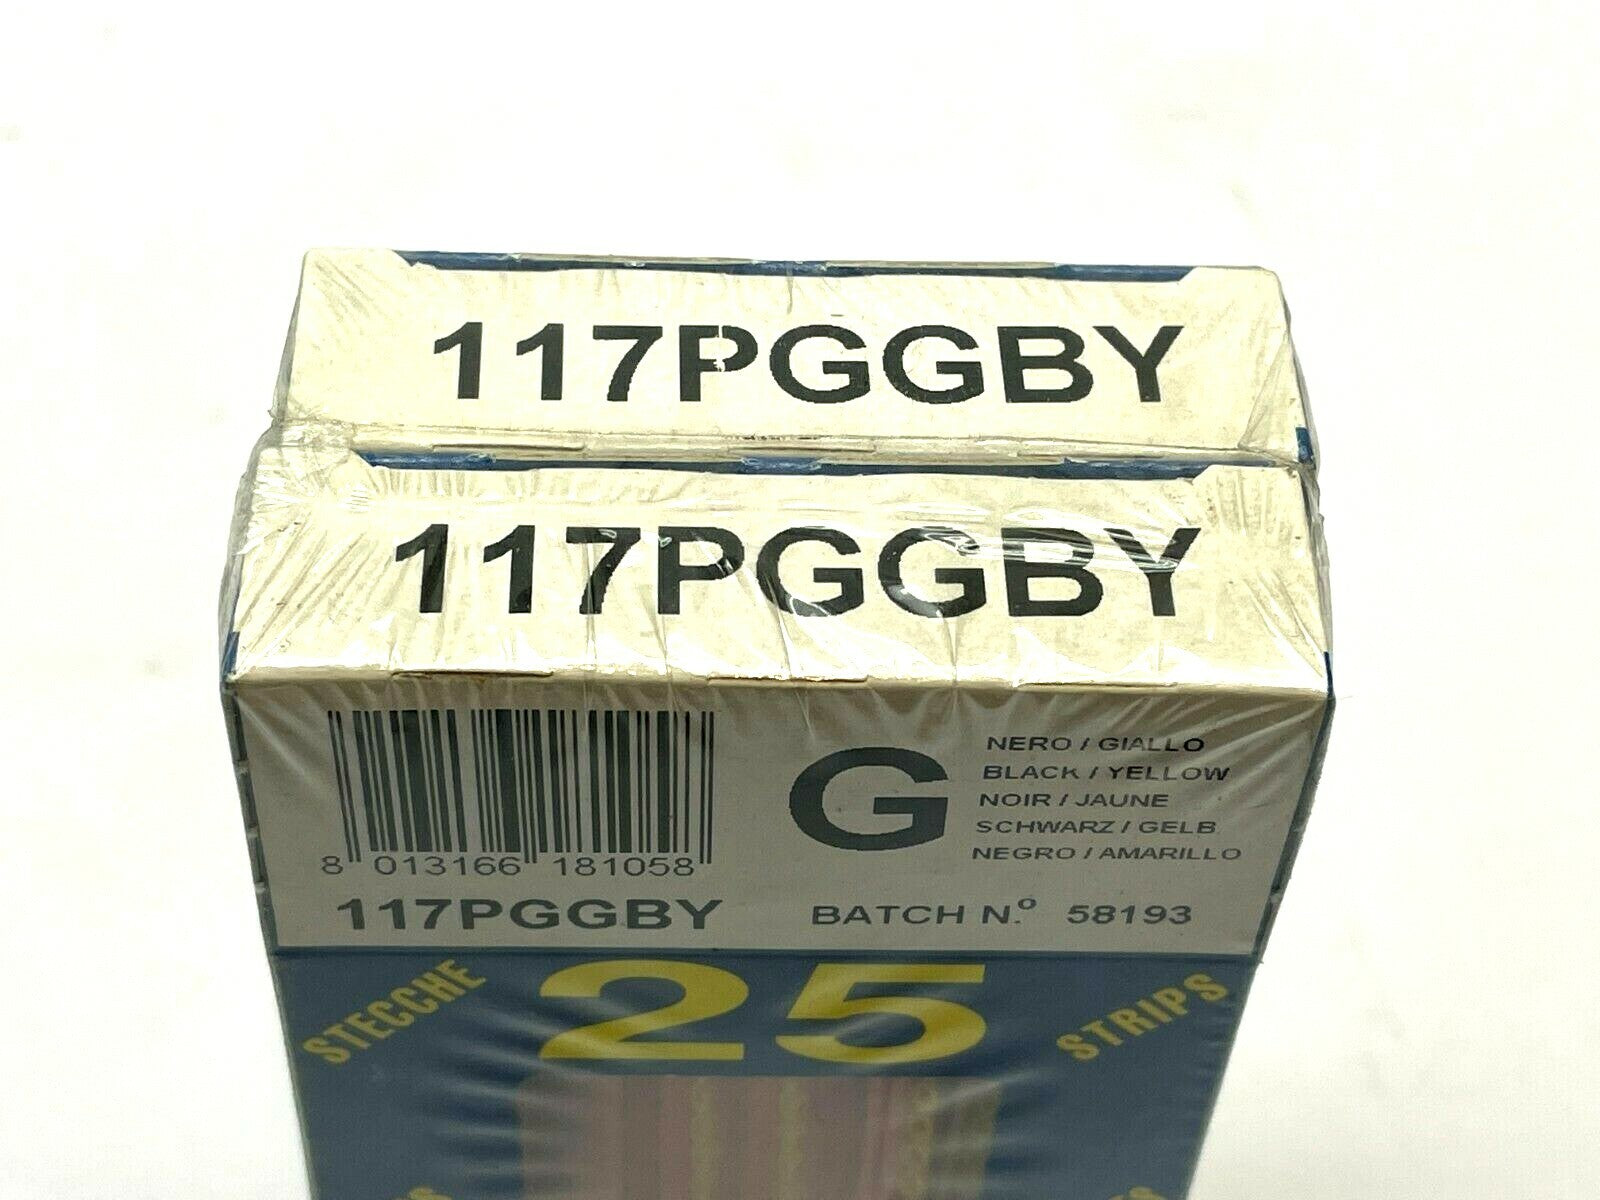 117PGGBY
117PGGBY
NERO / GIALLO
BLACK / YELLOW
G NOIR / JAUNE
SCHWARZ / GELB
NEGRO / AMARILLO
8 013166 181058
117PGGBY BATCH N.º 58193
STECCHE 25 STRIPS